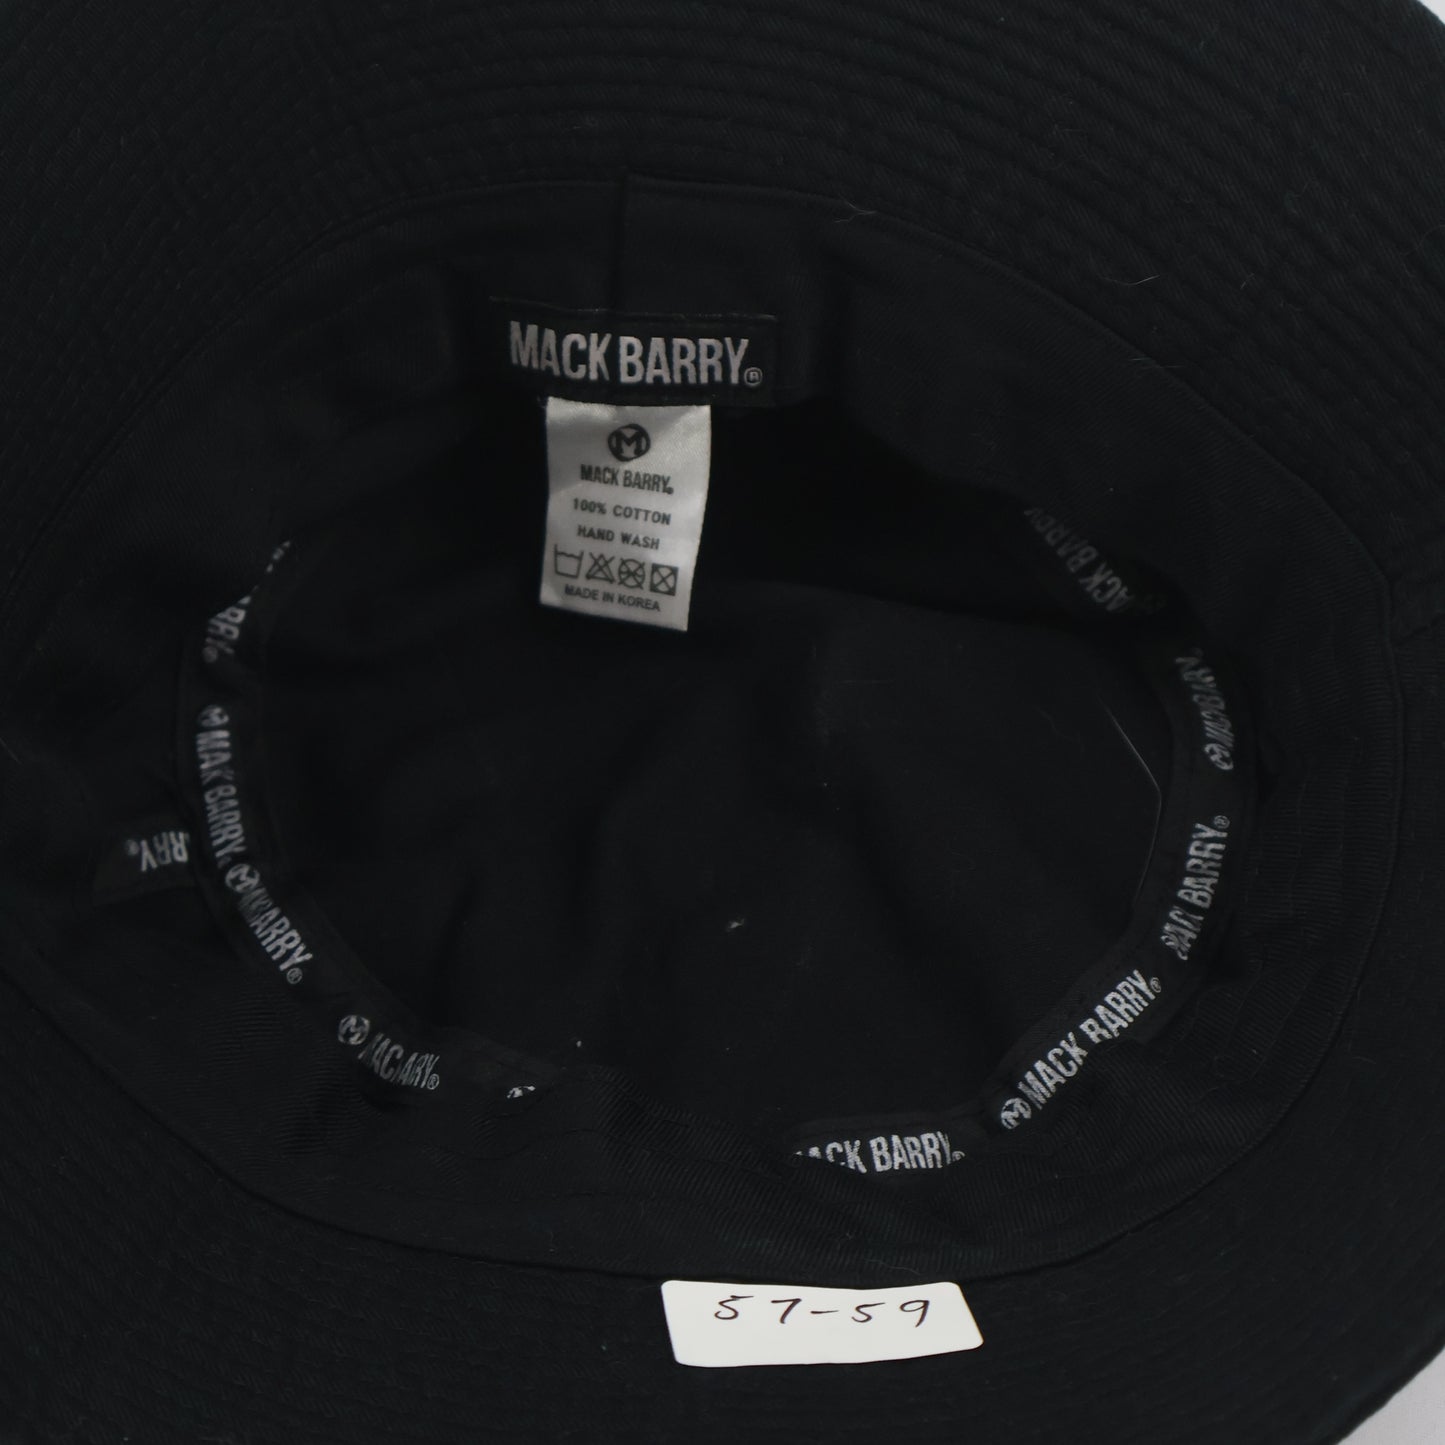 MACK BARRY®
M
MACK BARRY®
100% COTTON
HAND WASH
MADE IN KOREA
MACK BARRY®
BARRY®
MACK BARRY®
MACK BARRY
57-59